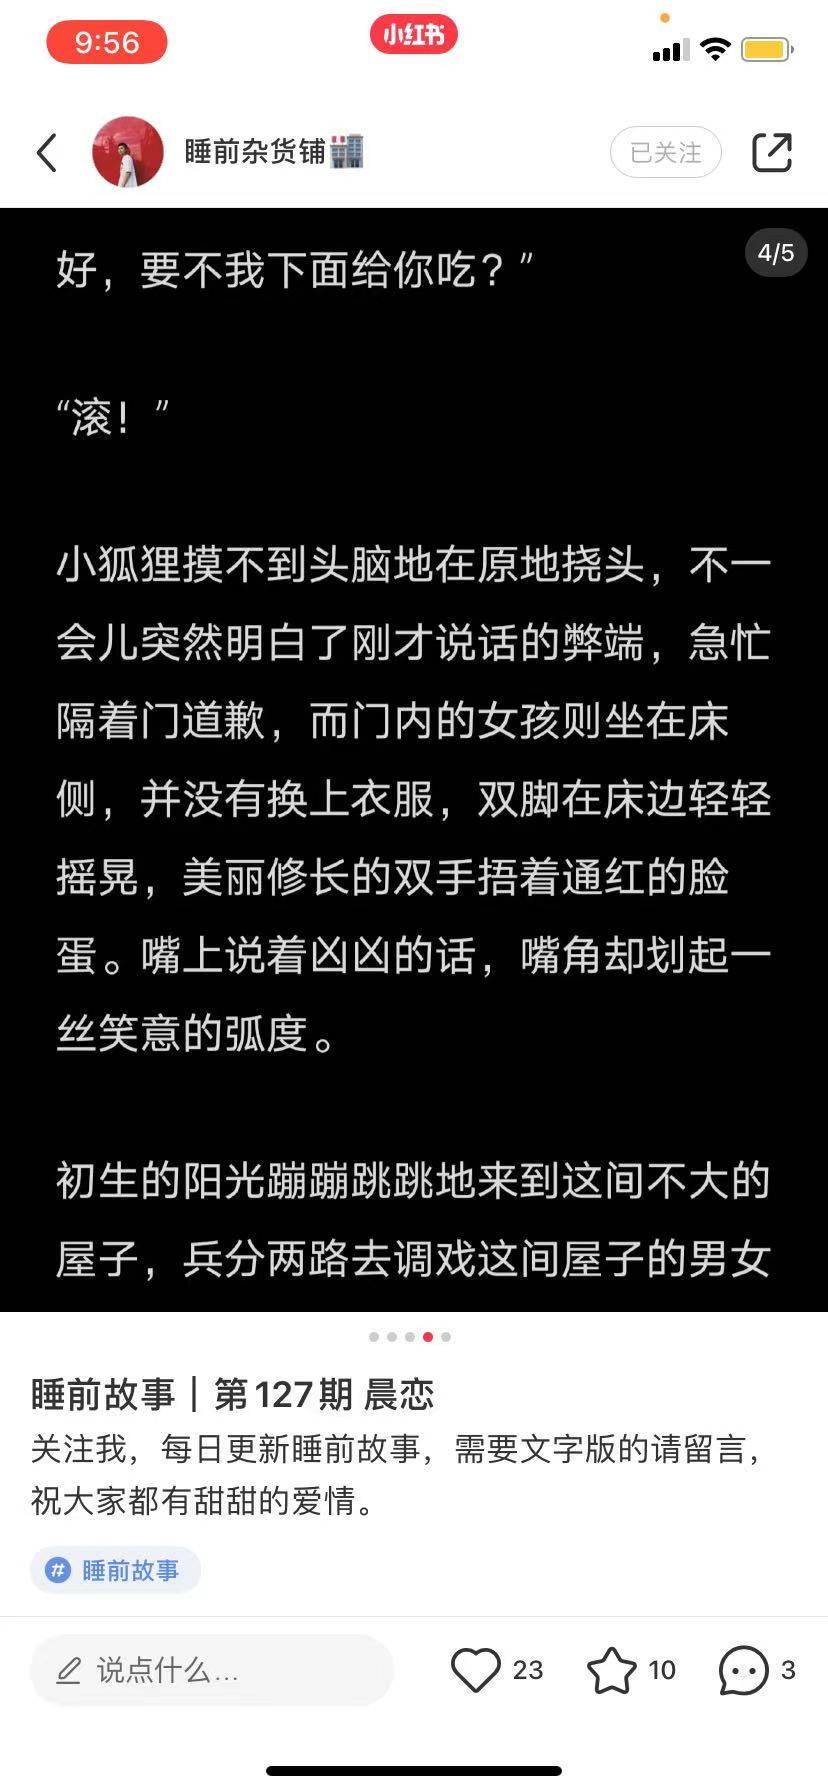 9:56
小红书
睡前杂货铺
已关注
4/5
好，要不我下面给你吃？”
“滚！”
小狐狸摸不到头脑地在原地挠头，不一
会儿突然明白了刚才说话的弊端，急忙
隔着门道歉，而门内的女孩则坐在床
侧，并没有换上衣服，双脚在床边轻轻
摇晃，美丽修长的双手捂着通红的脸
蛋。嘴上说着凶凶的话，嘴角却划起一
丝笑意的弧度。
初生的阳光蹦蹦跳跳地来到这间不大的
屋子，兵分两路去调戏这间屋子的男女
睡前故事｜第127期 晨恋
关注我，每日更新睡前故事，需要文字版的请留言，
祝大家都有甜甜的爱情。
# 睡前故事
说点什么...
23
10
3